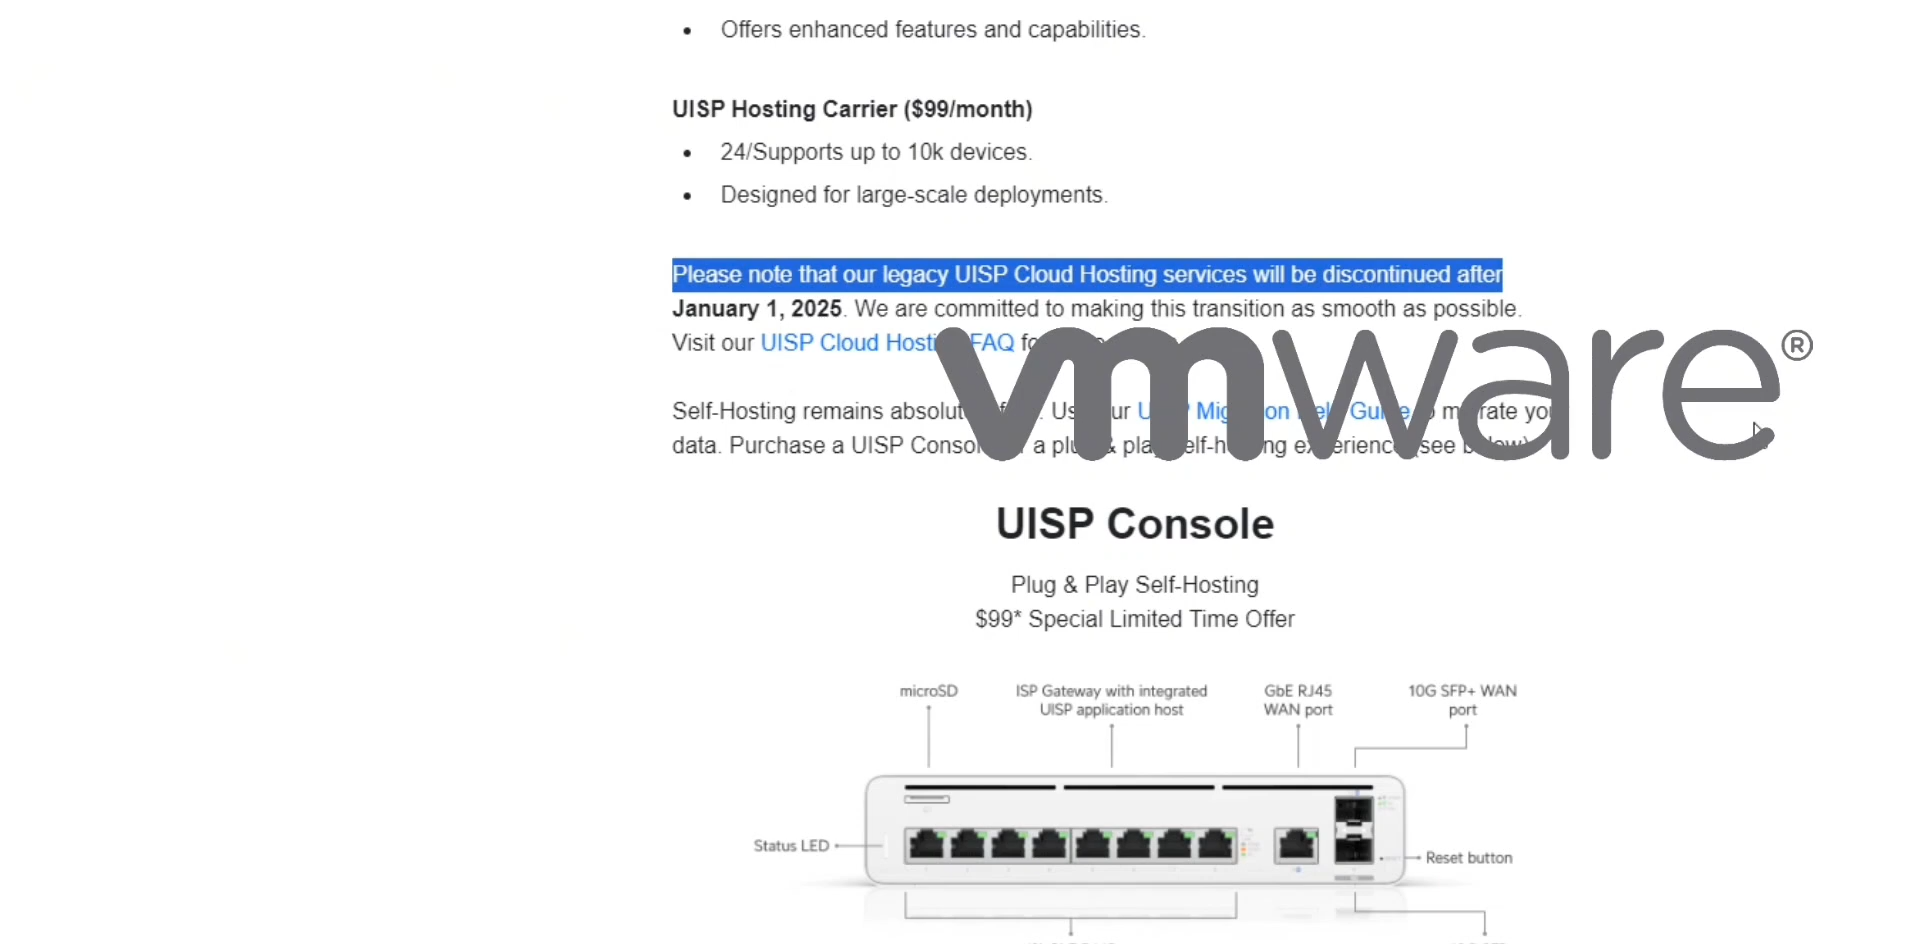 Offers enhanced features and capabilities.
UISP Hosting Carrier ($99/month)
24/Supports up to 10k devices.
Designed for large-scale deployments.
Please note that our legacy UISP Cloud Hosting services will be discontinued after
January 1, 2025. We are committed to making this transition as smooth as possible.
Visit our UISP Cloud FAQ
vmware®
Self-Hosting remains
data. Purchase a UISP a & (see
UISP Console
Plug & Play Self-Hosting
$99* Special Limited Time Offer
microSD
ISP Gateway with integrated
UISP application host
GbE RJ45
WAN port
10G SFP+ WAN
port
Status LED
Reset button